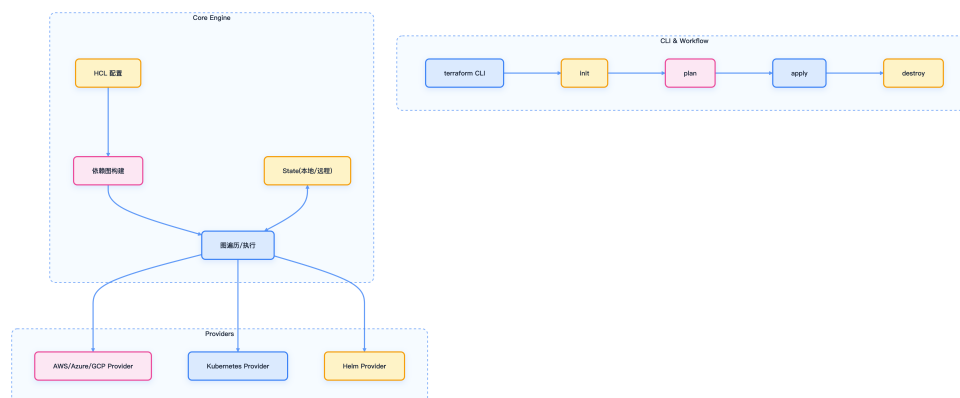 Core Engine
HCL 配置
依赖图构建
State(本地/远程)
图遍历/执行
Providers
AWS/Azure/GCP Provider
Kubernetes Provider
Helm Provider
CLI & Workflow
terraform CLI
init
plan
apply
destroy